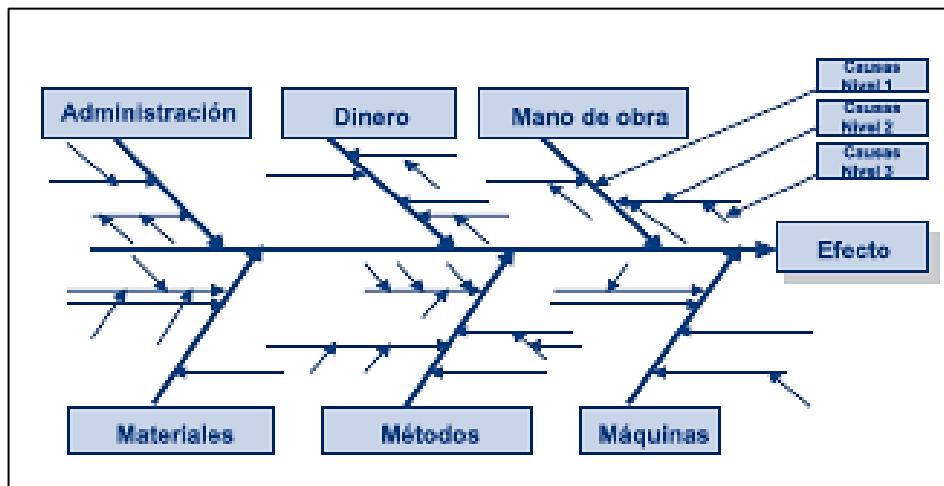 Administración
Dinero
Mano de obra
Causas
Nivel 1
Causas
Nivel 2
Causas
Nivel 3
Efecto
Materiales
Métodos
Máquinas